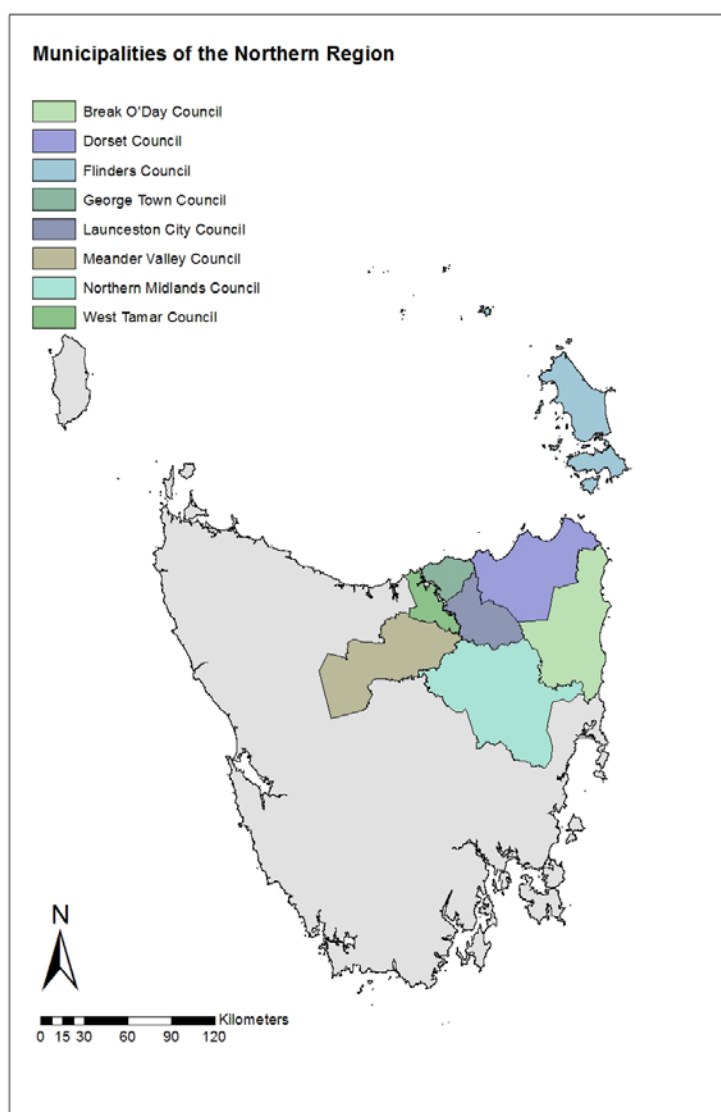 Municipalities of the Northern Region
Break O'Day Council
Dorset Council
Flinders Council
George Town Council
Launceston City Council
Meander Valley Council
Northern Midlands Council
West Tamar Council
N
Kilometers
0 15 30 60 90 120